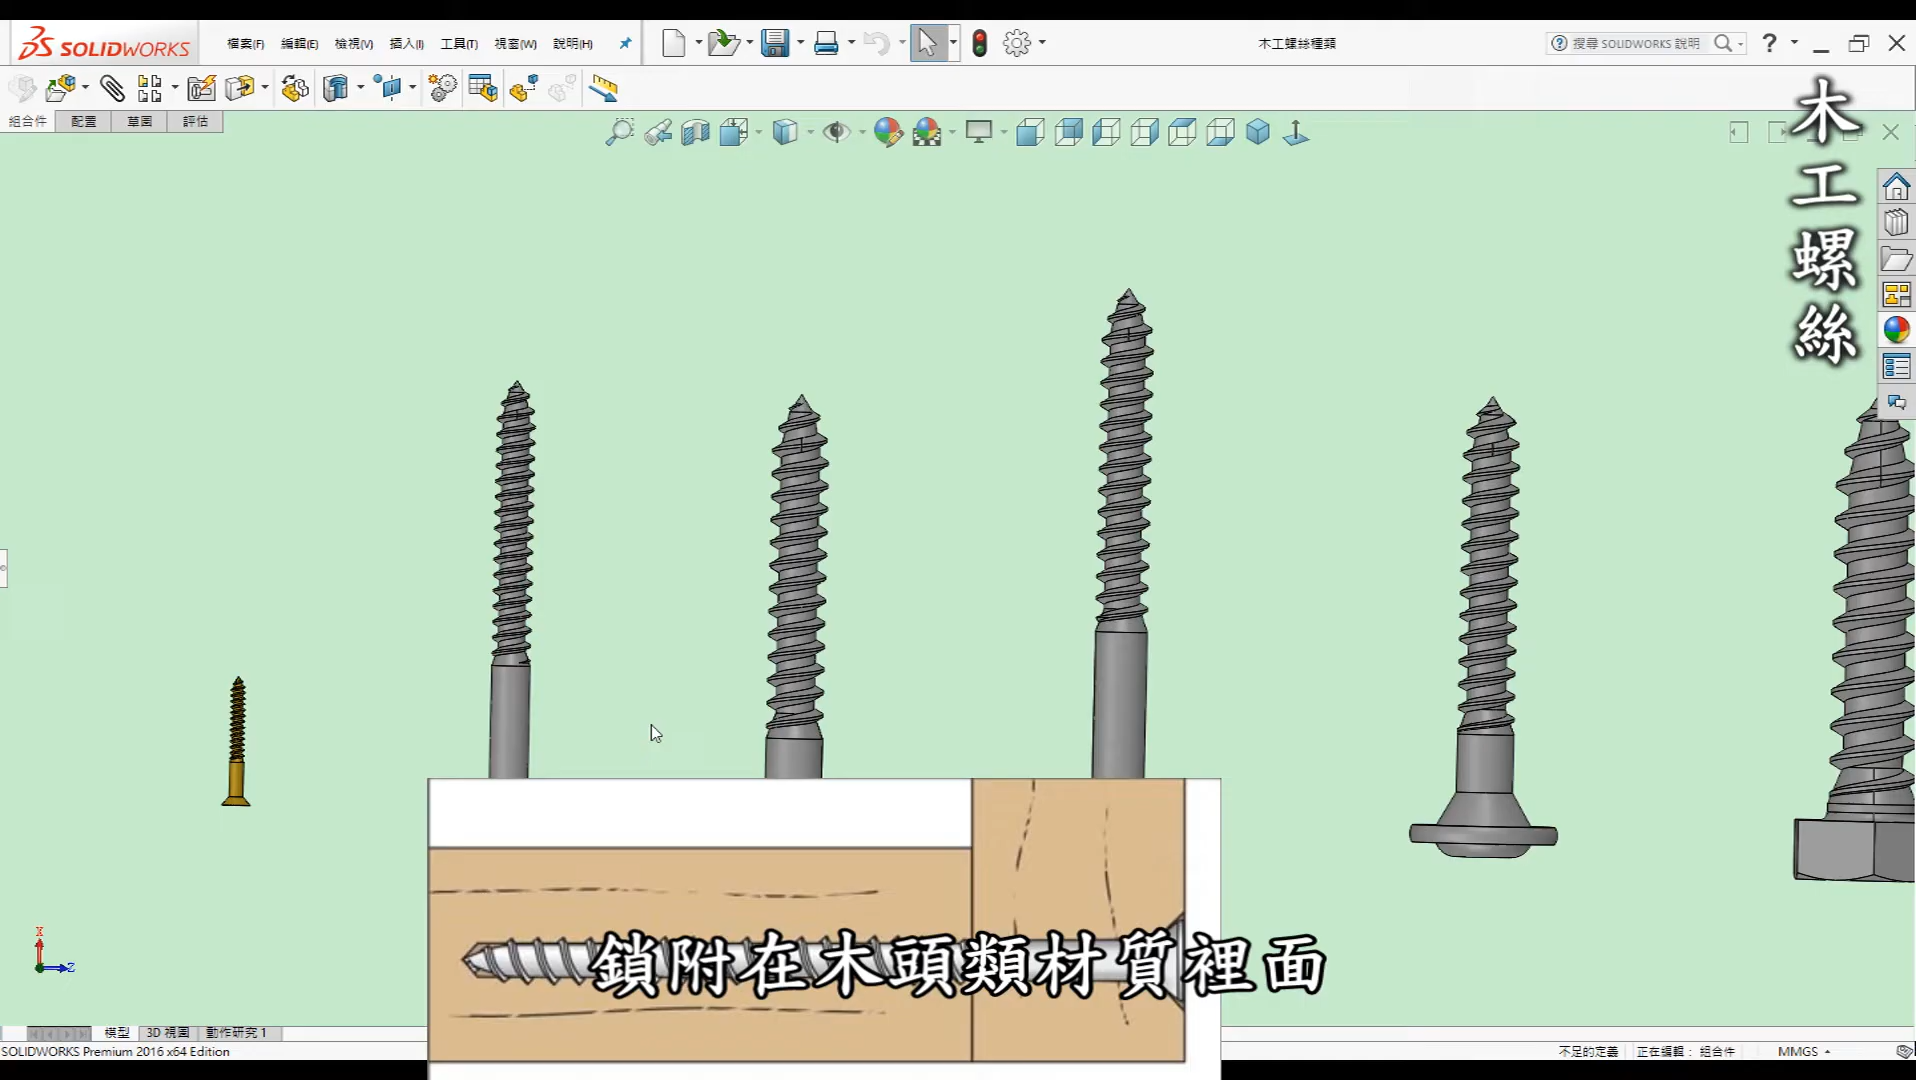 SOLIDWORKS
檔案(F) 編輯(E) 檢視(V) 插入(I) 工具(T) 視窗(W) 說明(H)
木工螺絲種類
搜尋 SOLIDWORKS 說明
組合件 配置 草圖 評估
木工螺絲
X
Z
鎖附在木頭類材質裡面
模型 3D 視圖 動作研究 1
SOLIDWORKS Premium 2016 x64 Edition
不足的定義 正在編輯： 組合件 MMGS